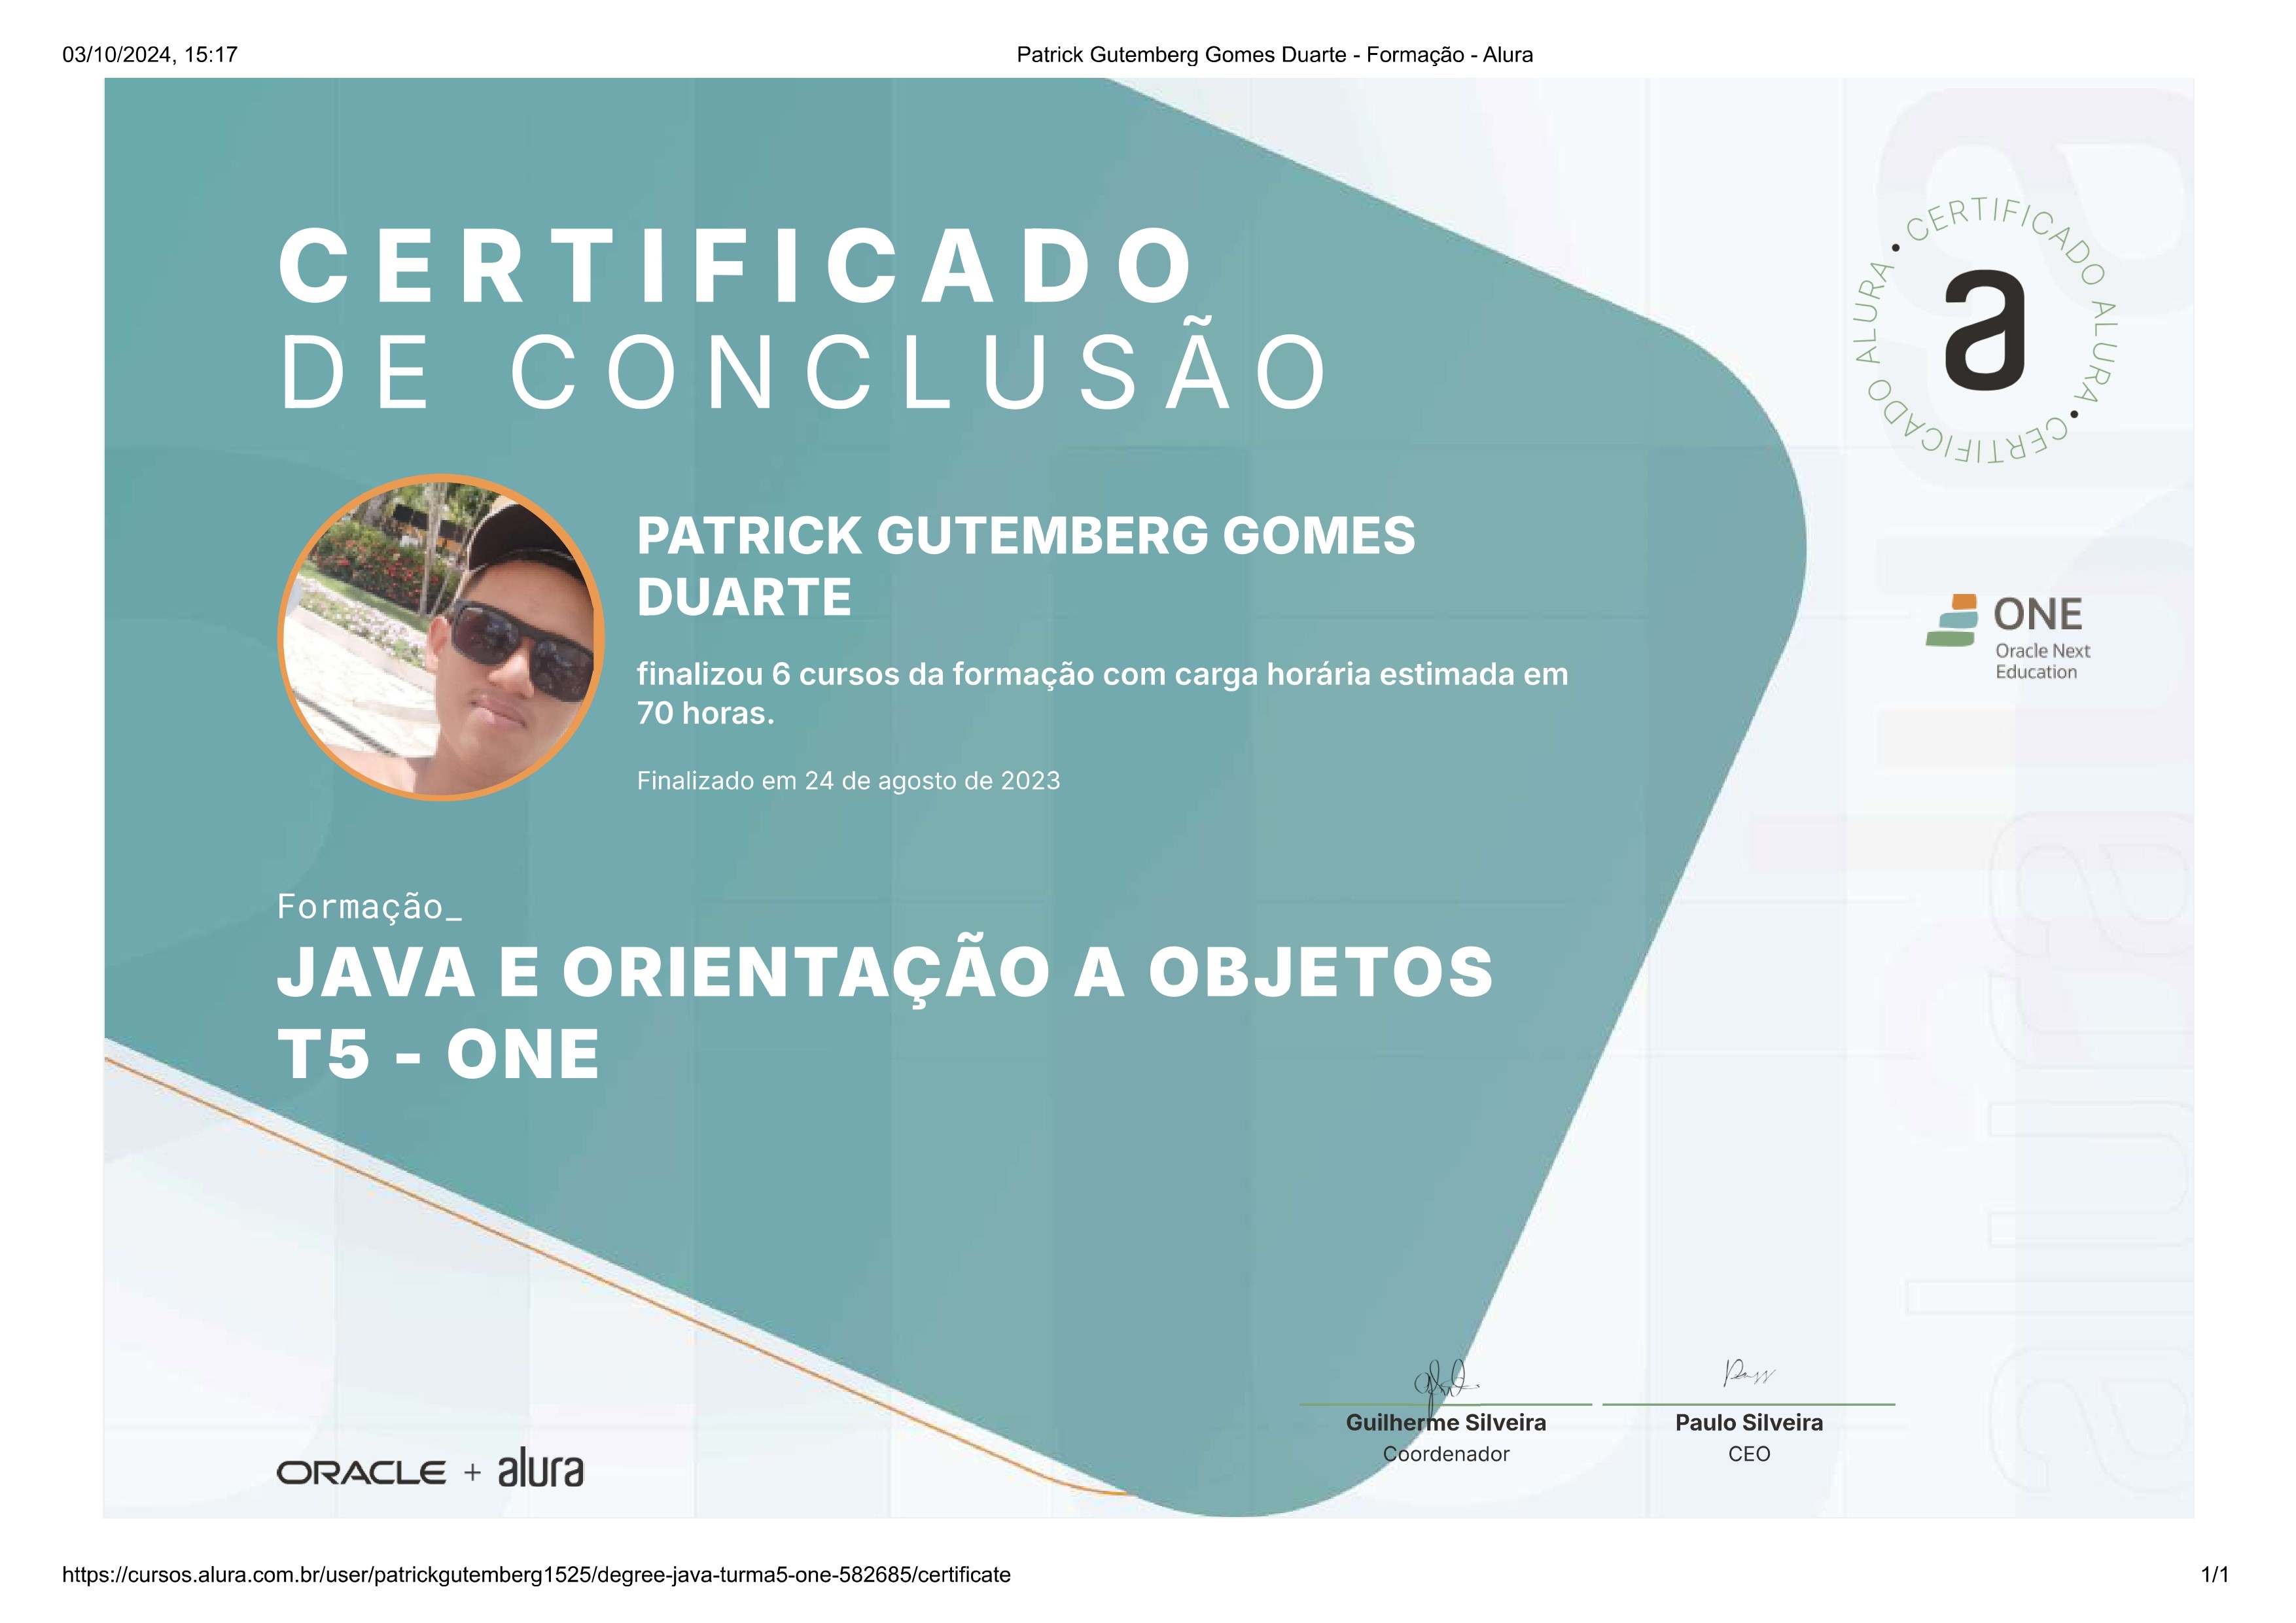 03/10/2024, 15:17
Patrick Gutemberg Gomes Duarte - Formação - Alura
CERTIFICADO
DE CONCLUSÃO
CERTIFICADO ALURA • CERTIFICADO ALURA •
a
PATRICK GUTEMBERG GOMES
DUARTE
finalizou 6 cursos da formação com carga horária estimada em
70 horas.
Finalizado em 24 de agosto de 2023
ONE
Oracle Next
Education
Formação_
JAVA E ORIENTAÇÃO A OBJETOS
T5 - ONE
Guilherme Silveira
Coordenador
Paulo Silveira
CEO
ORACLE + alura
alura
https://cursos.alura.com.br/user/patrickgutemberg1525/degree-java-turma5-one-582685/certificate
1/1